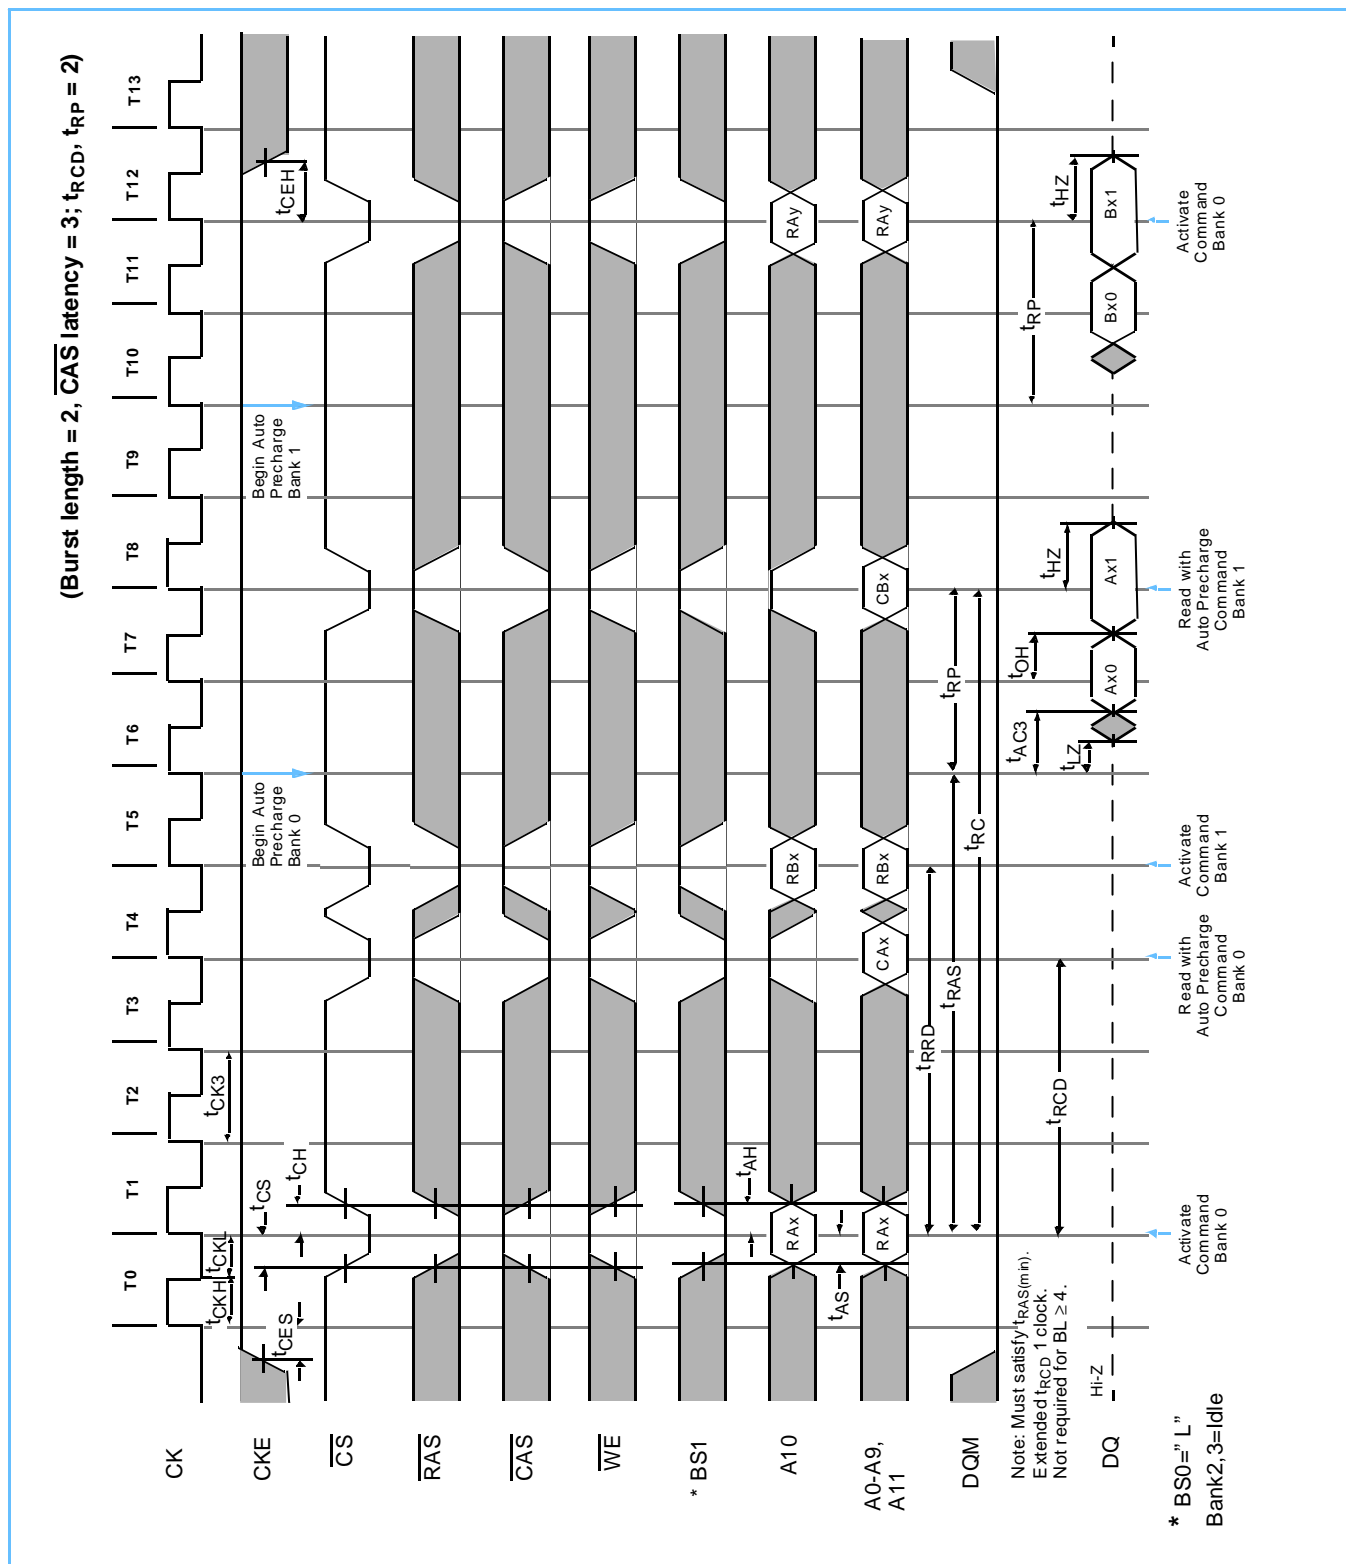 (Burst length = 2, CAS latency = 3; tRCD, tRP = 2)
T0 T1 T2 T3 T4 T5 T6 T7 T8 T9 T10 T11 T12 T13
CK
tCKH tCKL tCK3
CKE
tCES tCS tCH
Begin Auto
Precharge
Bank 0
Begin Auto
Precharge
Bank 1
tCEH
CS
RAS
CAS
WE
* BS1
tAH
A10
RAx RBx RAy
tAS
A0-A9,
A11
RAx CAx RBx CBx RAy
tRRD
tRAS tRP
tRC
DQM
Note: Must satisfy tRAS(min).
Extended tRCD 1 clock.
Not required for BL ≥ 4.
tRCD
tAC3 tOH tHZ
tLZ
tRP
tHZ
DQ
Hi-Z
Ax0 Ax1 Bx0 Bx1
Activate
Command
Bank 0
Read with
Auto Precharge
Command
Bank 0
Activate
Command
Bank 1
Read with
Auto Precharge
Command
Bank 1
Activate
Command
Bank 0
* BS0=” L”
Bank2,3=Idle